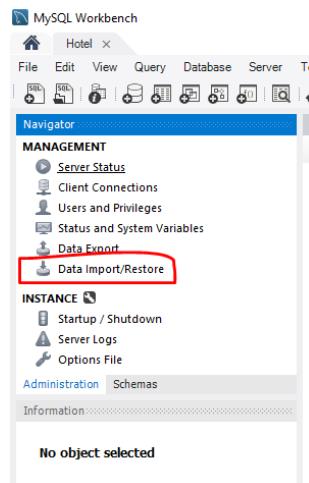 MySQL Workbench
Hotel
File Edit View Query Database Server
Navigator
MANAGEMENT
Server Status
Client Connections
Users and Privileges
Status and System Variables
Data Export
Data Import/Restore
INSTANCE
Startup / Shutdown
Server Logs
Options File
Administration Schemas
Information
No object selected